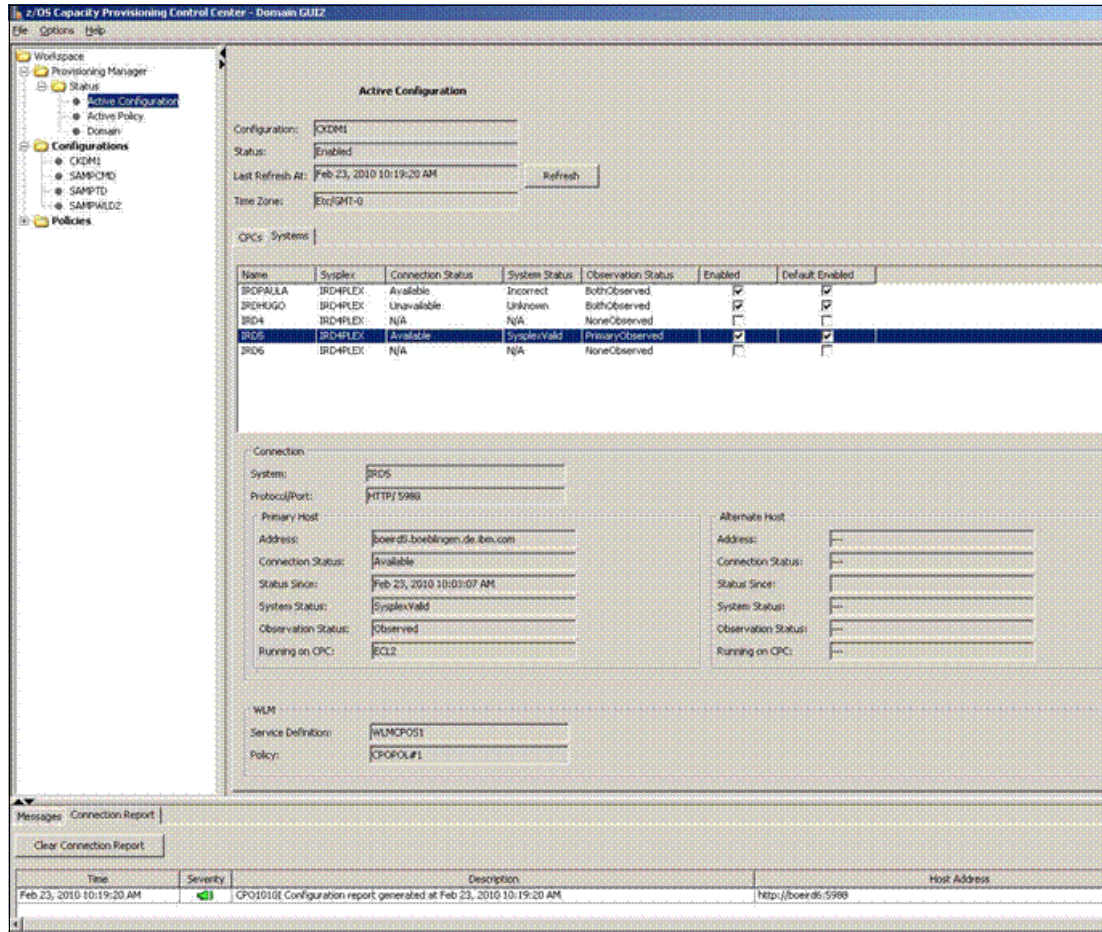 z/OS Capacity Provisioning Control Center - Domain GUI2
File Options Help
Workspace
Provisioning Manager
Status
Active Configuration
Active Policy
Domain
Configurations
CKDM1
SAMPCMD
SAMPTD
SAMPWLD2
Policies
Active Configuration
Configuration: CKDM1
Status: Enabled
Last Refresh At: Feb 23, 2010 10:19:20 AM Refresh
Time Zone: Etc/GMT-0
CPCs Systems
Name Sysplex Connection Status System Status Observation Status Enabled Default Enabled
IRDPAULA IRD4PLEX Available Incorrect BothObserved
IRDHUGO IRD4PLEX Unavailable Unknown BothObserved
IRD4 IRD4PLEX N/A N/A NoneObserved
IRD5 IRD4PLEX Available SysplexValid PrimaryObserved
IRD6 IRD4PLEX N/A N/A NoneObserved
Connection
System: IRD5
Protocol/Port: HTTP/ 5988
Primary Host
Address: boeird5.boeblingen.de.ibm.com
Connection Status: Available
Status Since: Feb 23, 2010 10:03:07 AM
System Status: SysplexValid
Observation Status: Observed
Running on CPC: ECL2
Alternate Host
Address: ---
Connection Status: ---
Status Since:
System Status: ---
Observation Status: ---
Running on CPC: ---
WLM
Service Definition: WLMCPOS1
Policy: CPOPOL#1
Messages Connection Report
Clear Connection Report
Time Severity Description Host Address
Feb 23, 2010 10:19:20 AM CPO1010I Configuration report generated at Feb 23, 2010 10:19:20 AM http://boeird6:5988